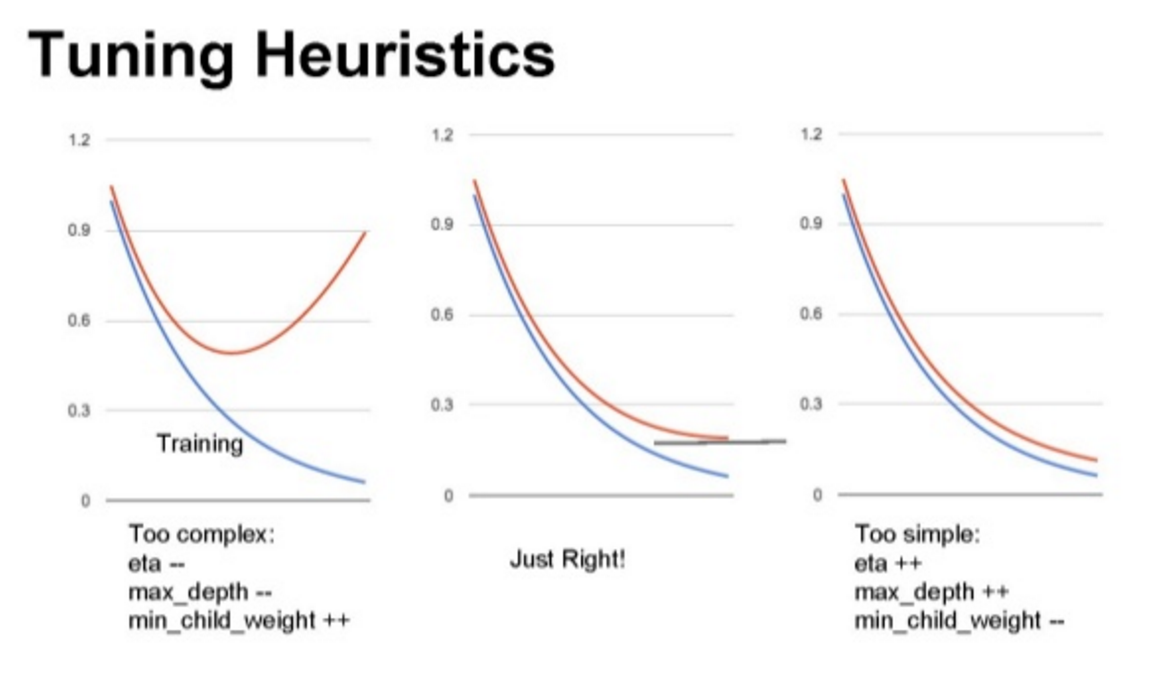 Tuning Heuristics
1.2
0.9
0.6
0.3
0
Training
Too complex:
eta --
max_depth --
min_child_weight ++
1.2
0.9
0.6
0.3
0
Just Right!
1.2
0.9
0.6
0.3
0
Too simple:
eta ++
max_depth ++
min_child_weight --